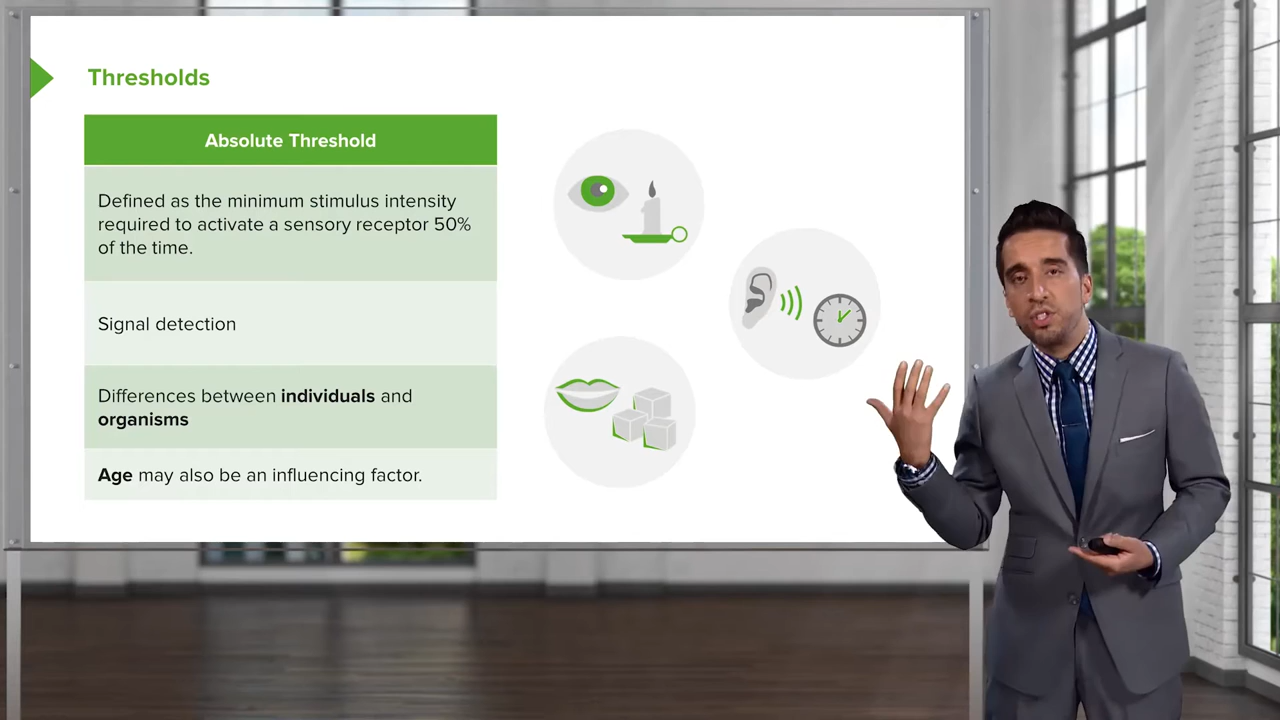 Thresholds
Absolute Threshold
Defined as the minimum stimulus intensity
required to activate a sensory receptor 50%
of the time.
Signal detection
Differences between individuals and
organisms
Age may also be an influencing factor.